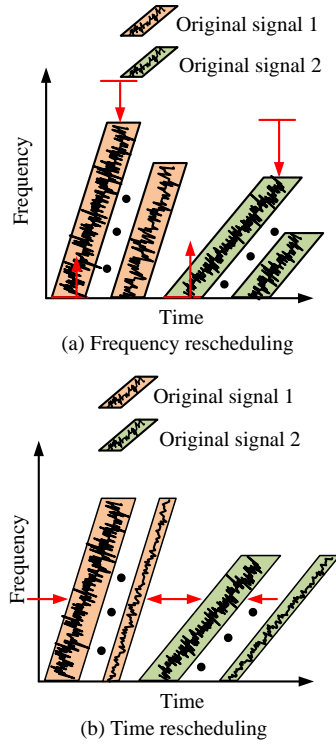 Original signal 1
Original signal 2
Frequency
Time
(a) Frequency rescheduling
Original signal 1
Original signal 2
Frequency
Time
(b) Time rescheduling